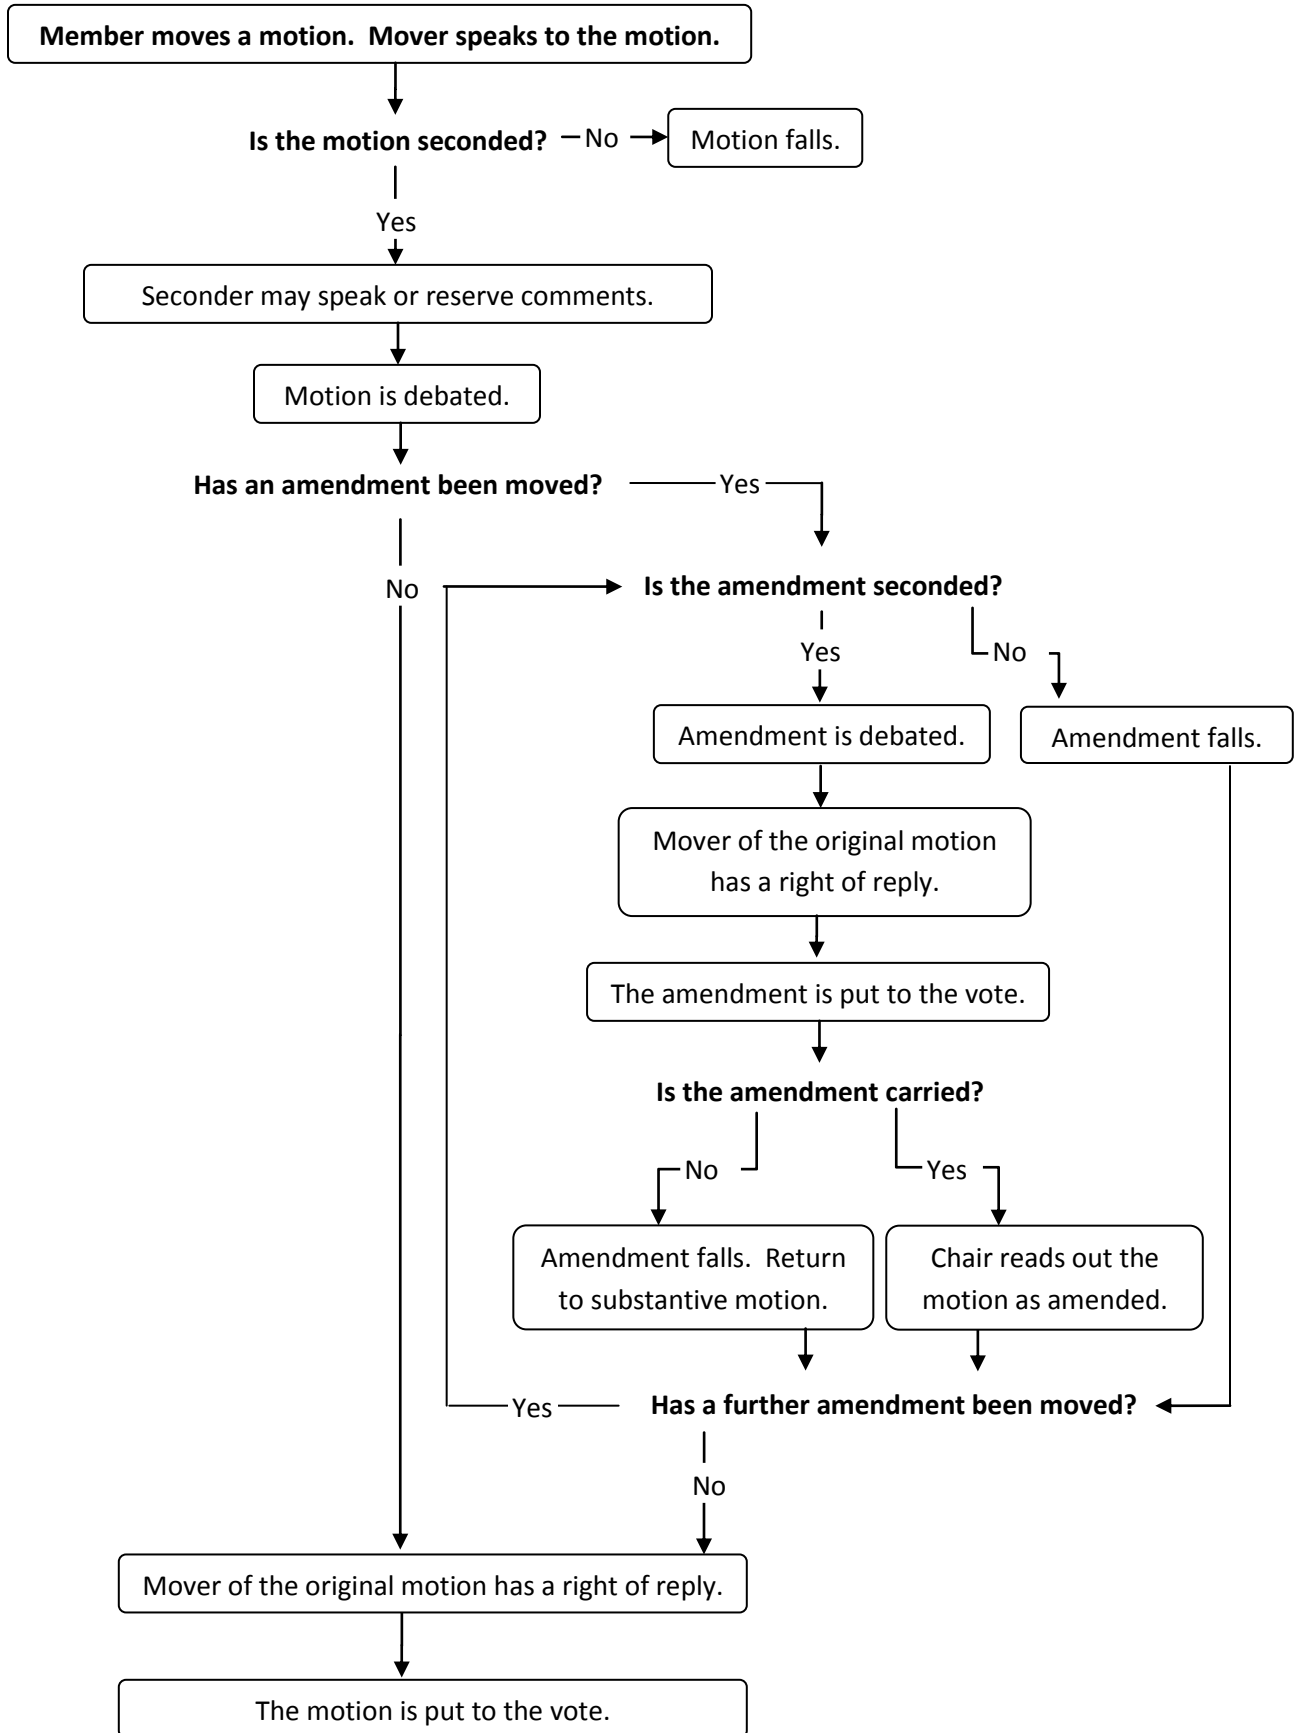 Member moves a motion.  Mover speaks to the motion.
Is the motion seconded?
No
Motion falls.
Yes
Seconder may speak or reserve comments.
Motion is debated.
Has an amendment been moved?
Yes
No
Is the amendment seconded?
Yes
No
Amendment is debated.
Amendment falls.
Mover of the original motion
has a right of reply.
The amendment is put to the vote.
Is the amendment carried?
No
Yes
Amendment falls.  Return
to substantive motion.
Chair reads out the
motion as amended.
Has a further amendment been moved?
Yes
No
Mover of the original motion has a right of reply.
The motion is put to the vote.